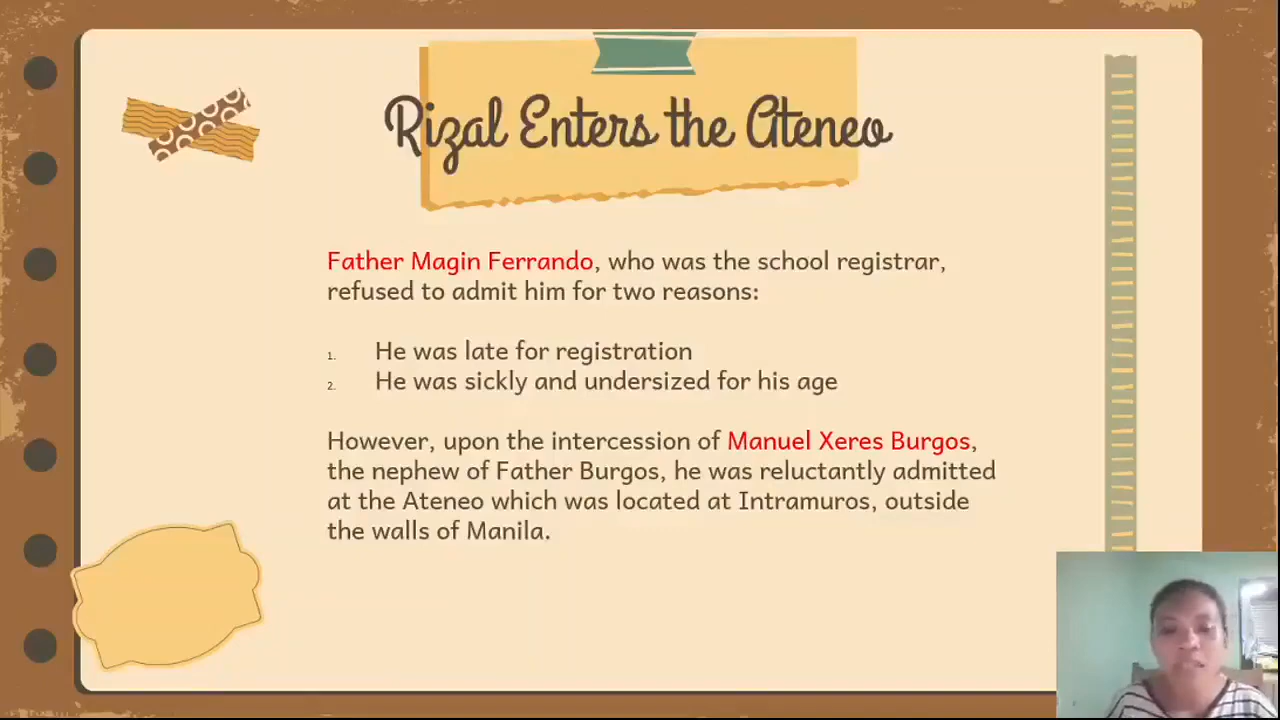 Rizal Enters the Ateneo
Father Magin Ferrando, who was the school registrar,
refused to admit him for two reasons:
1. He was late for registration
2. He was sickly and undersized for his age
However, upon the intercession of Manuel Xeres Burgos,
the nephew of Father Burgos, he was reluctantly admitted
at the Ateneo which was located at Intramuros, outside
the walls of Manila.